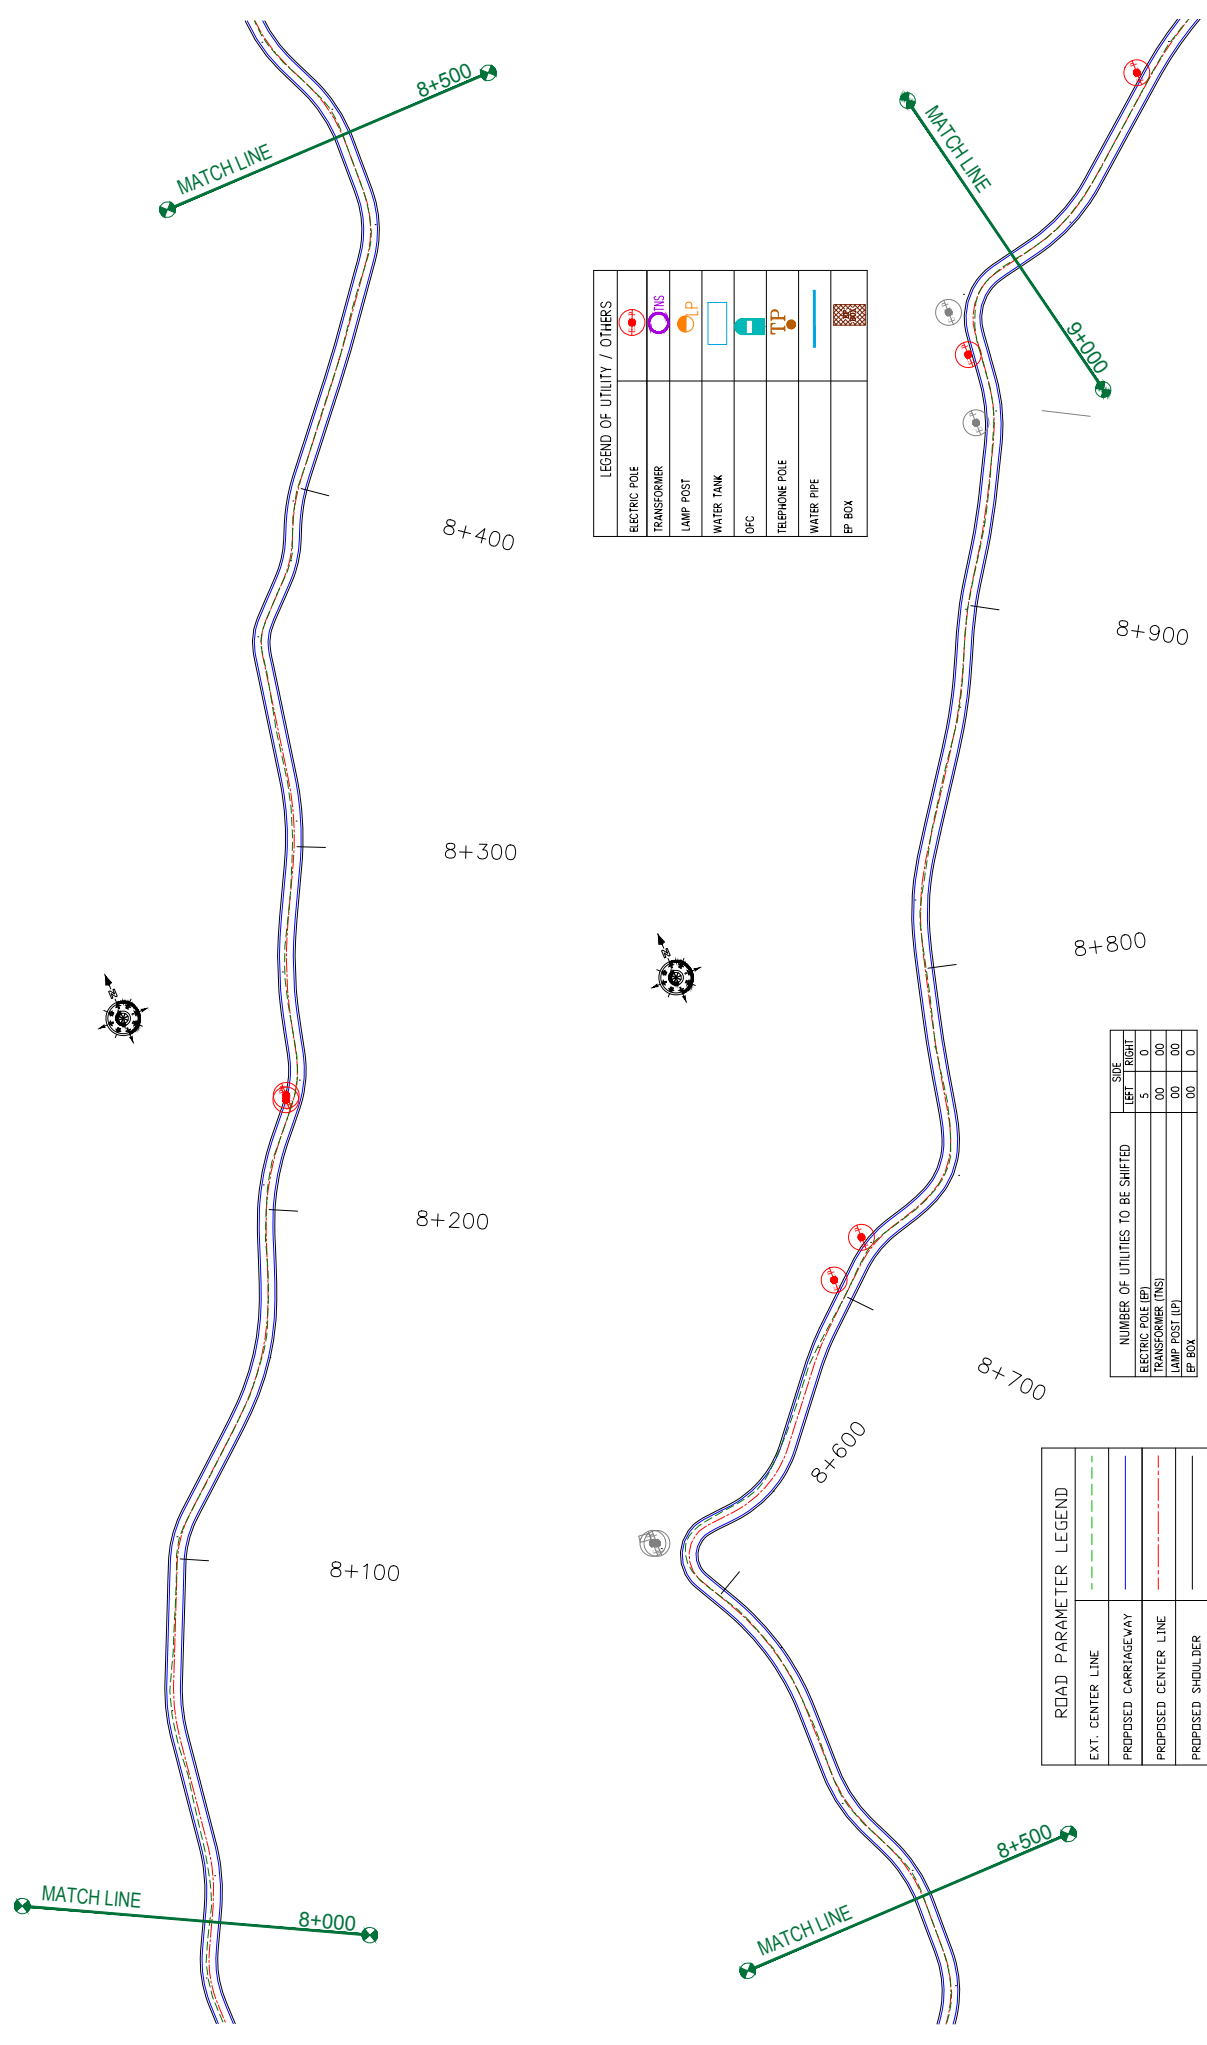 8+500
MATCH LINE
8+400
8+300
8+200
8+100
MATCH LINE
8+000
LEGEND OF UTILITY / OTHERS
ELECTRIC POLE
TRANSFORMER TNS
LAMP POST LP
WATER TANK
OFC
TELEPHONE POLE TP
WATER PIPE
EP BOX
MATCH LINE
9+000
8+900
8+800
8+700
8+600
8+500
MATCH LINE
NUMBER OF UTILITIES TO BE SHIFTED SIDE
LEFT RIGHT
ELECTRIC POLE (EP) 5 0
TRANSFORMER (TNS) 00 00
LAMP POST (LP) 00 00
EP BOX 00 0
ROAD PARAMETER LEGEND
EXT. CENTER LINE
PROPOSED CARRIAGEWAY
PROPOSED CENTER LINE
PROPOSED SHOULDER